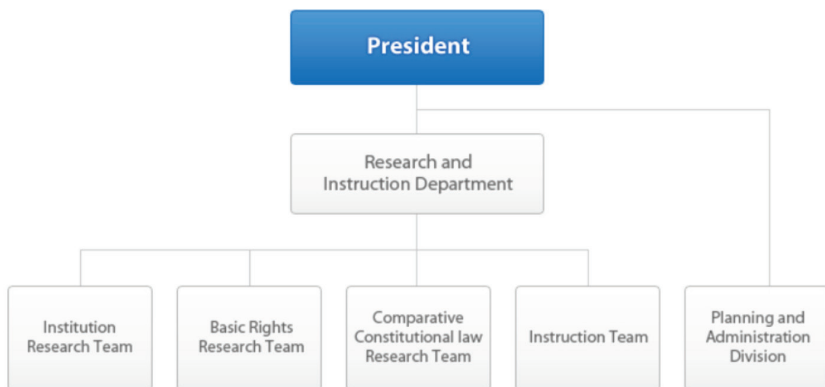 President
Research and
Instruction Department
Institution
Research Team
Basic Rights
Research Team
Comparative
Constitutional law
Research Team
Instruction Team
Planning and
Administration
Division